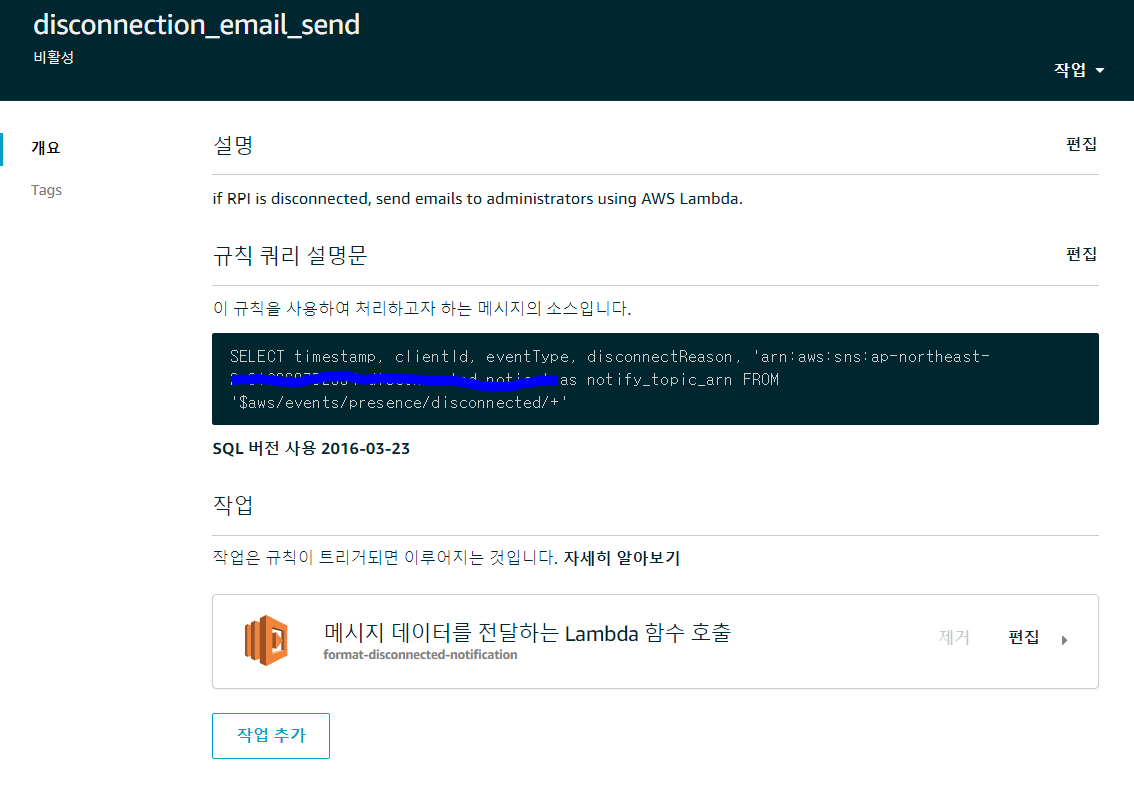 disconnection_email_send
비활성
작업
개요
Tags
설명
편집
if RPI is disconnected, send emails to administrators using AWS Lambda.
규칙 쿼리 설명문
편집
이 규칙을 사용하여 처리하고자 하는 메시지의 소스입니다.
SELECT timestamp, clientId, eventType, disconnectReason, 'arn:aws:sns:ap-northeast-
as notify_topic_arn FROM
'$aws/events/presence/disconnected/+'
SQL 버전 사용 2016-03-23
작업
작업은 규칙이 트리거되면 이루어지는 것입니다. 자세히 알아보기
메시지 데이터를 전달하는 Lambda 함수 호출
format-disconnected-notification
제거
편집
작업 추가